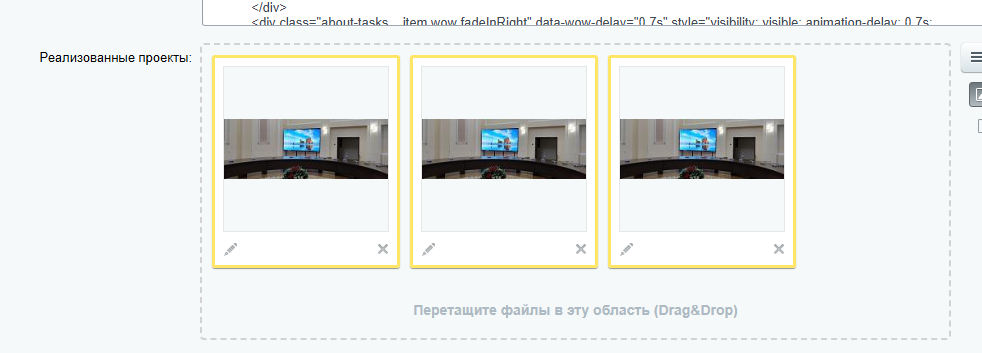 </div>
<div class="about-tasks__item wow fadeInRight" data-wow-delay="0.7s" style="visibility: visible; animation-delay: 0.7s;
Реализованные проекты:
Перетащите файлы в эту область (Drag&Drop)